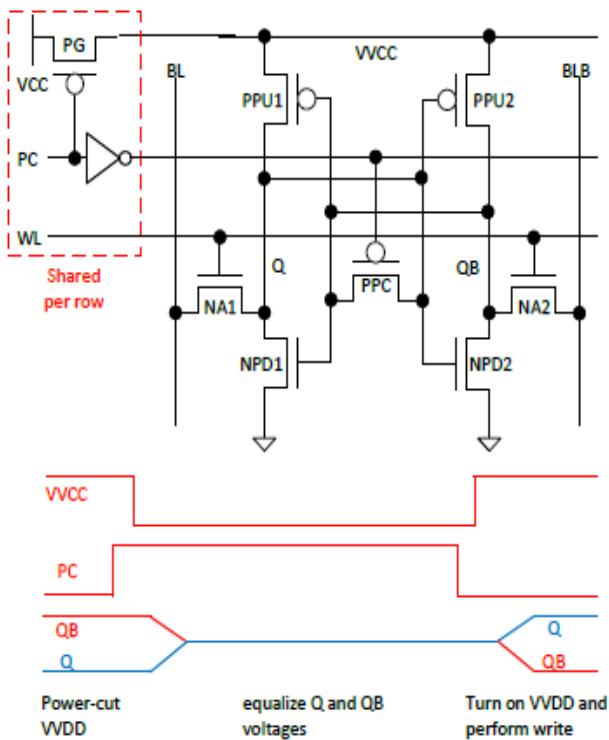 PG
VVCC
VCC
BL
BLB
PPU1
PPU2
PC
WL
Shared
per row
Q
QB
PPC
NA1
NA2
NPD1
NPD2
VVCC
PC
QB
Q
Q
QB
Power-cut
VVDD
equalize Q and QB
voltages
Turn on VVDD and
perform write